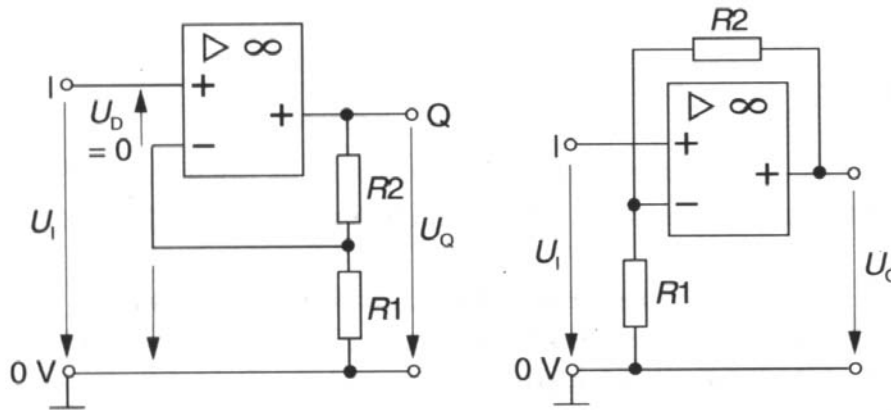 ▷ ∞
I
+
U_D
= 0
−
+
Q
R2
U_I
U_Q
R1
0 V
R2
▷ ∞
I
+
+
−
U_I
R1
U_Q
0 V